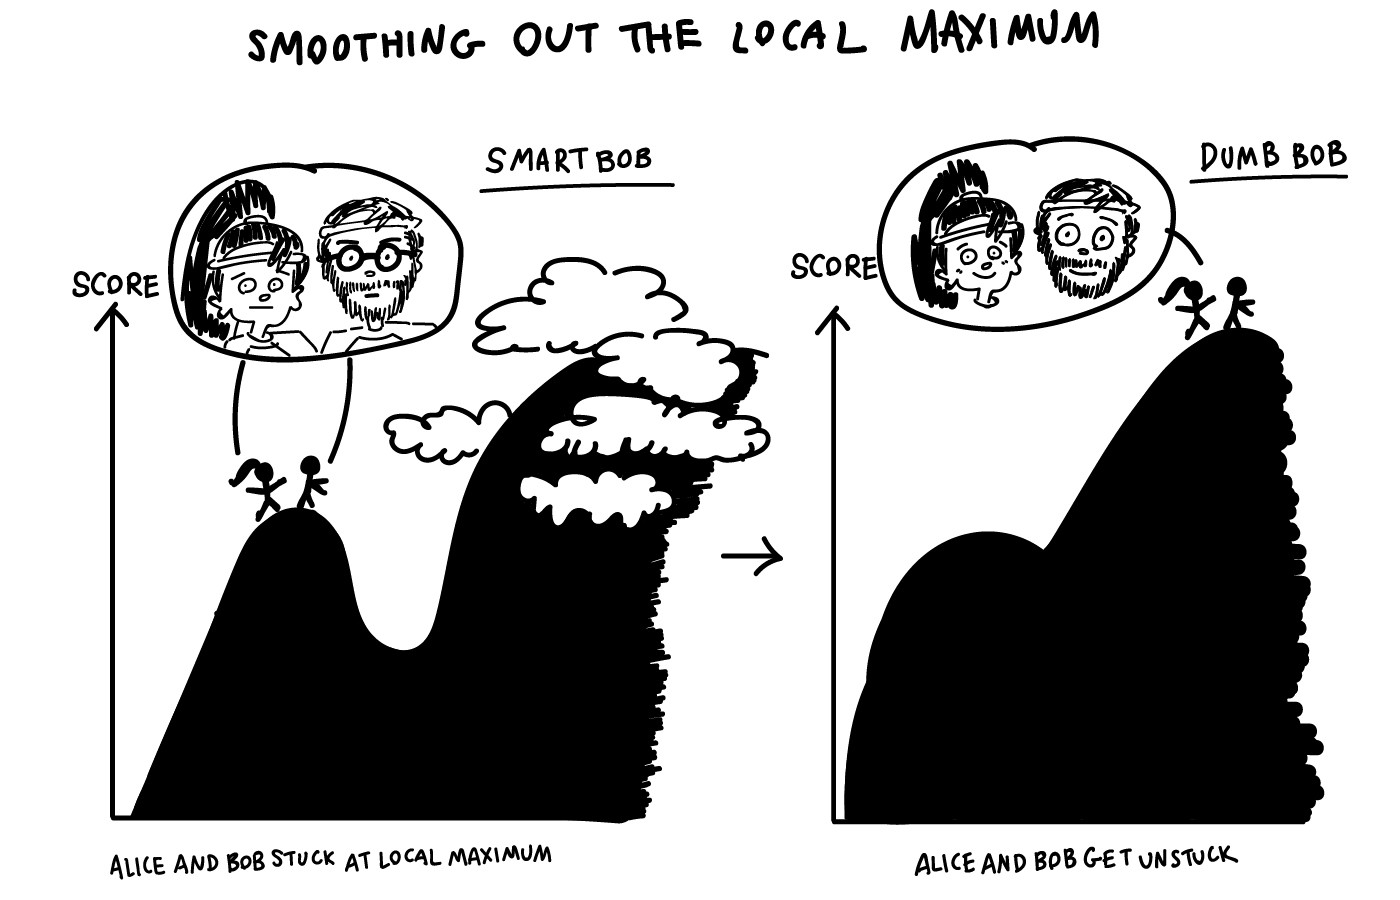 SMOOTHING OUT THE LOCAL MAXIMUM
SMART BOB
SCORE
ALICE AND BOB STUCK AT LOCAL MAXIMUM
DUMB BOB
SCORE
ALICE AND BOB GET UNSTUCK